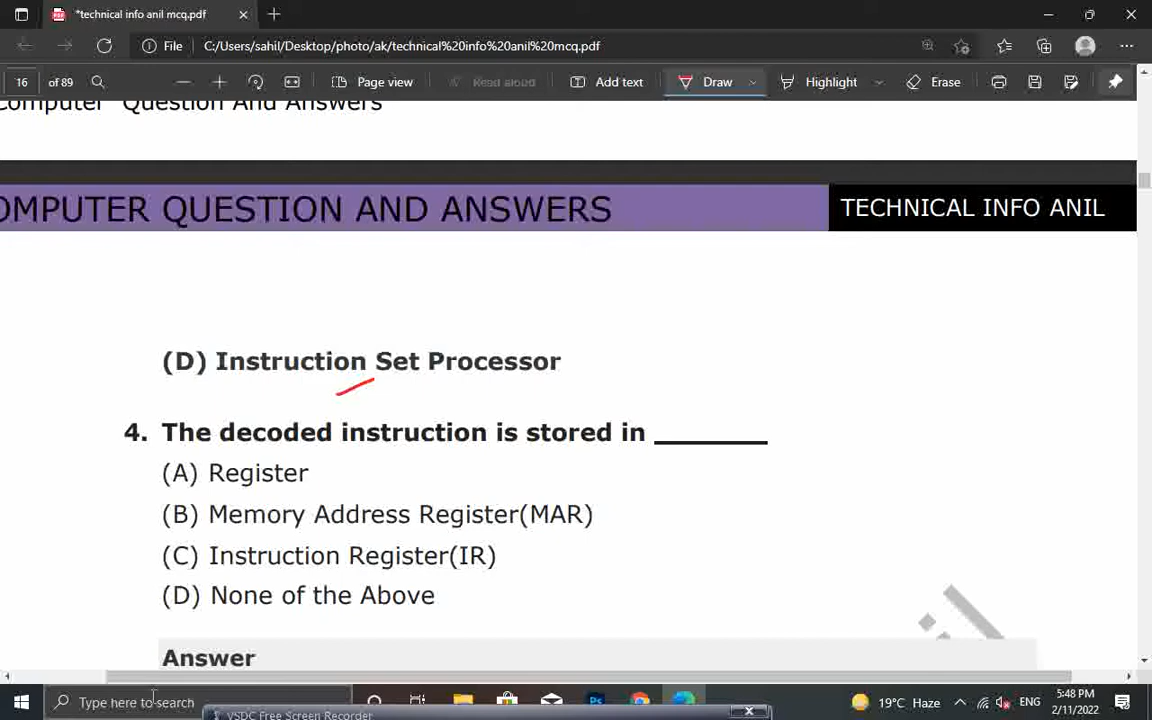 *technical info anil mcq.pdf
File C:/Users/sahil/Desktop/photo/ak/technical%20info%20anil%20mcq.pdf
16 of 89 Page view Read aloud Add text Draw Highlight Erase
Computer Question And Answers
OMPUTER QUESTION AND ANSWERS TECHNICAL INFO ANIL
(D) Instruction Set Processor
4. The decoded instruction is stored in _______
(A) Register
(B) Memory Address Register(MAR)
(C) Instruction Register(IR)
(D) None of the Above
Answer
Type here to search Ps 19°C Haze ENG 5:48 PM
2/11/2022
VSDC Free Screen Recorder